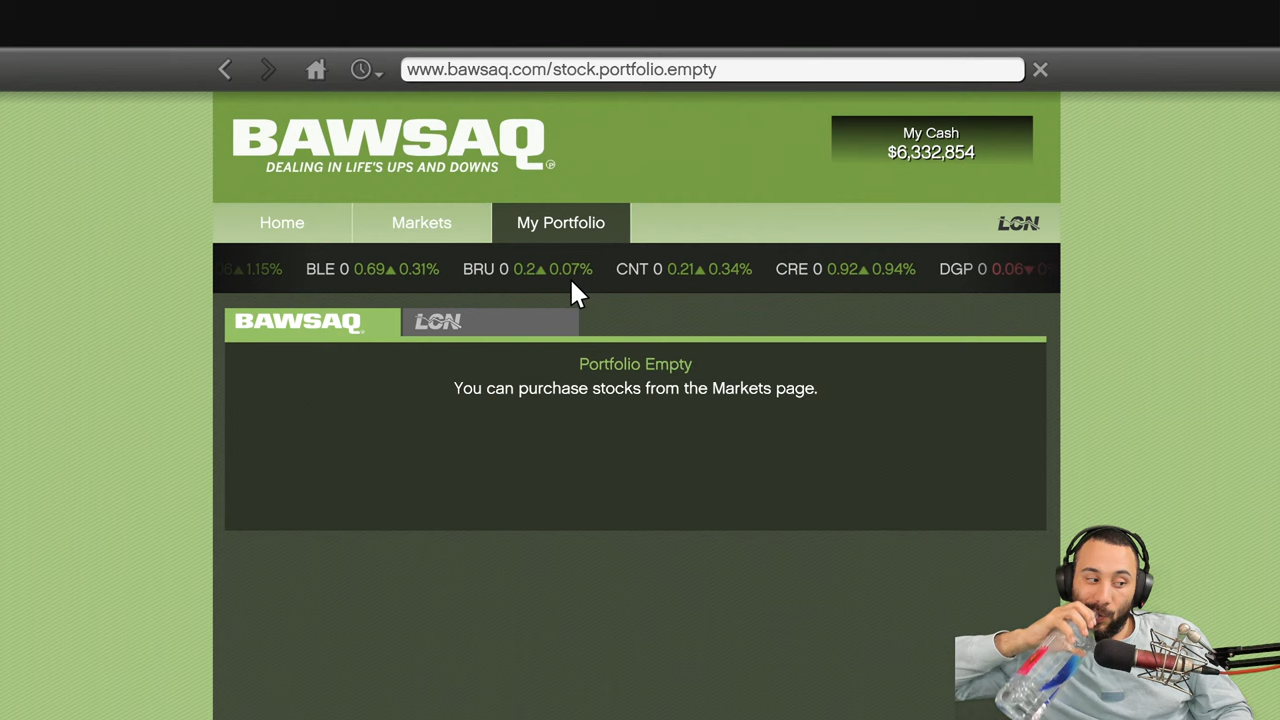 www.bawsaq.com/stock.portfolio.empty
BAWSAQ
DEALING IN LIFE'S UPS AND DOWNS
My Cash
$6,332,854
Home Markets My Portfolio LCN
1.15% BLE 0 0.69▲0.31% BRU 0 0.2▲0.07% CNT 0 0.21▲0.34% CRE 0 0.92▲0.94% DGP 0 0.06▼
BAWSAQ LCN
Portfolio Empty
You can purchase stocks from the Markets page.